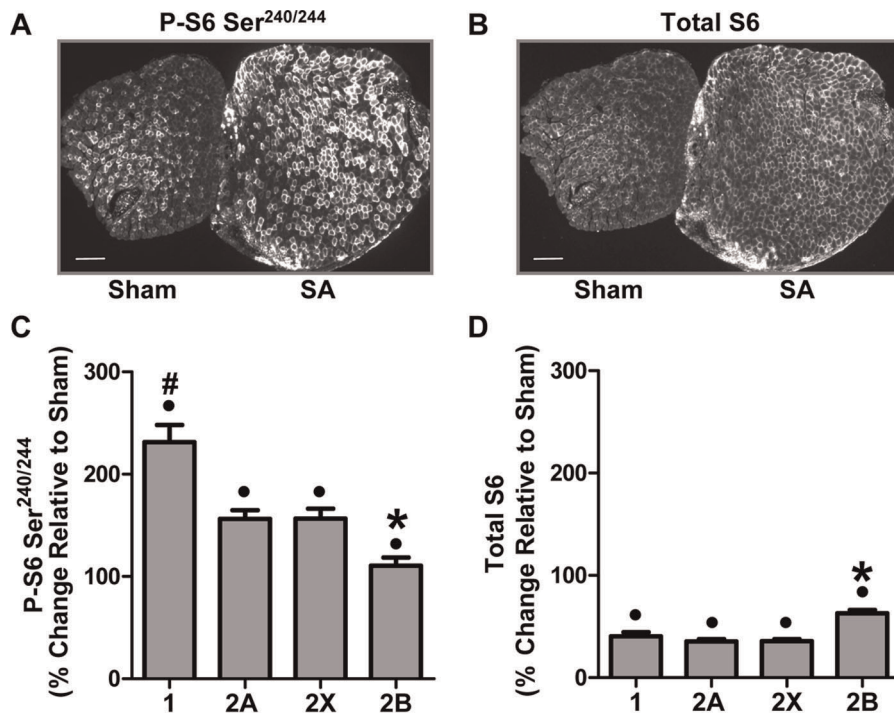 A P-S6 Ser240/244
B Total S6
Sham SA
Sham SA
C
P-S6 Ser240/244
(% Change Relative to Sham)
300
200
100
0
#
•
•
•
*
•
1 2A 2X 2B
D
Total S6
(% Change Relative to Sham)
300
200
100
0
•
•
•
*
•
1 2A 2X 2B